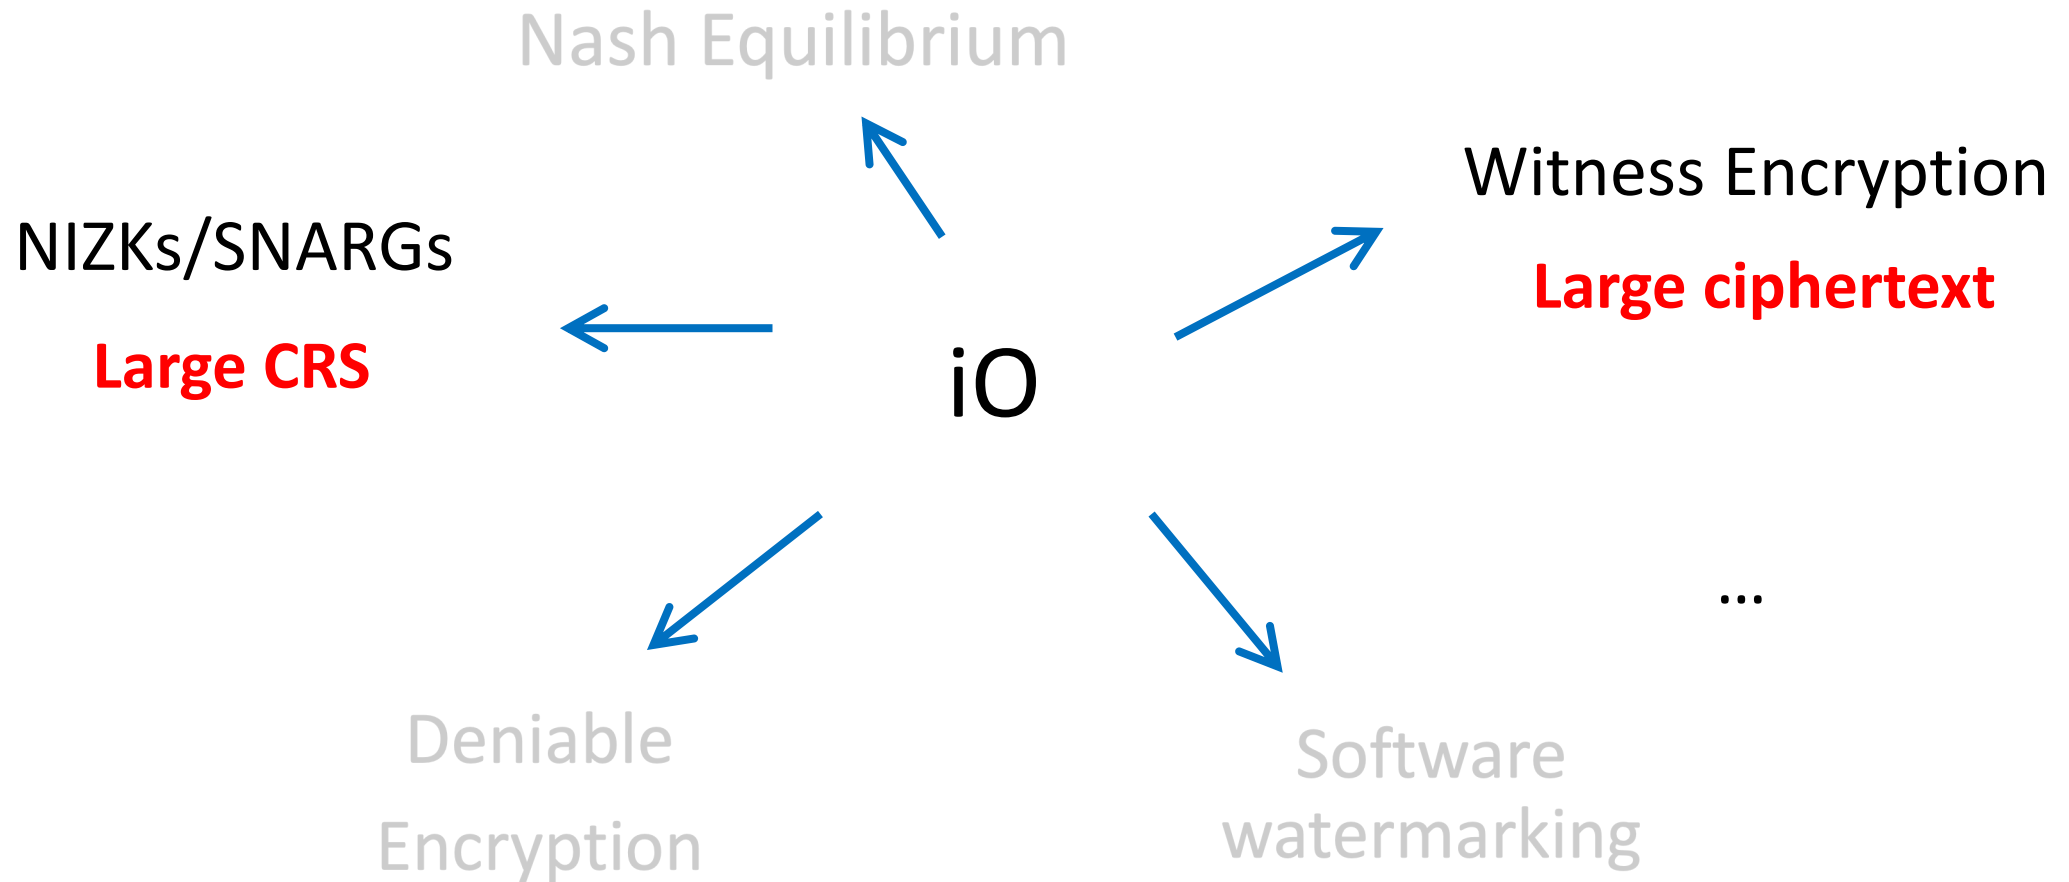 Nash Equilibrium
Witness Encryption
Large ciphertext
NIZKs/SNARGs
Large CRS
iO
...
Deniable
Encryption
Software
watermarking